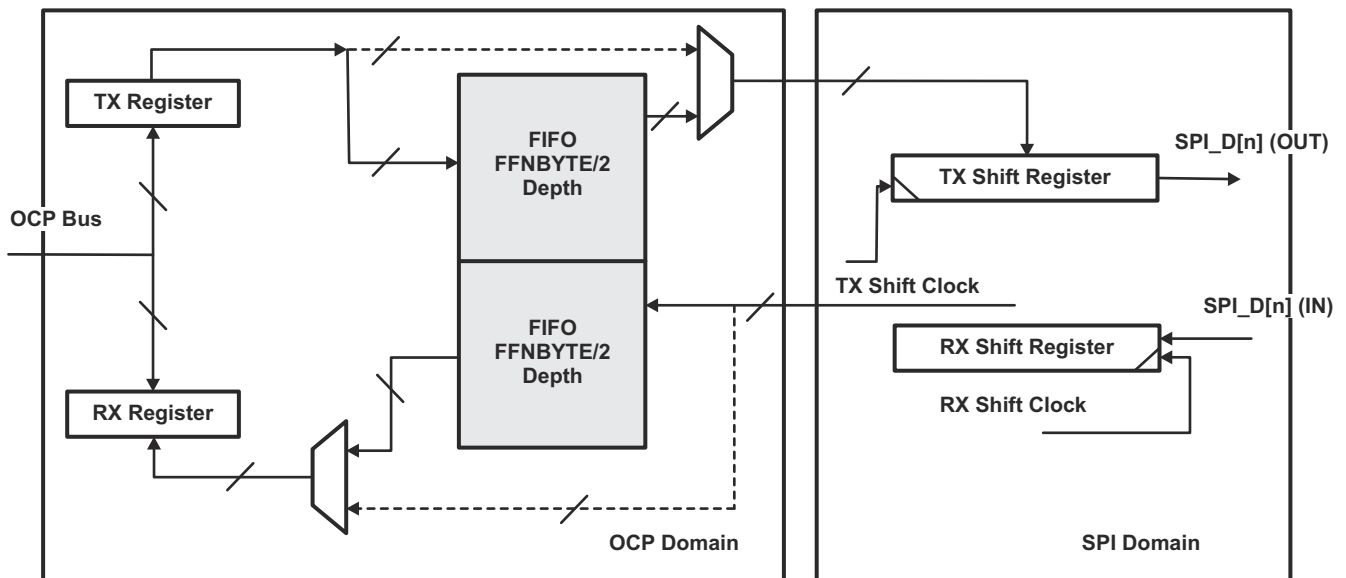 TX Register
FIFO
FFNBYTE/2
Depth
SPI_D[n] (OUT)
TX Shift Register
OCP Bus
TX Shift Clock
SPI_D[n] (IN)
FIFO
FFNBYTE/2
Depth
RX Shift Register
RX Register
RX Shift Clock
OCP Domain
SPI Domain